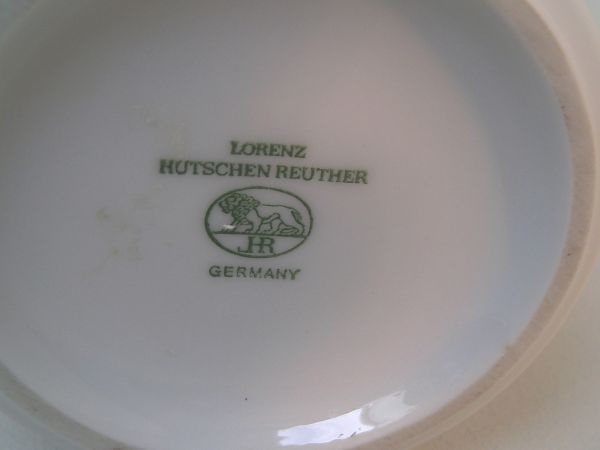 LORENZ
HUTSCHEN REUTHER
JHR
GERMANY